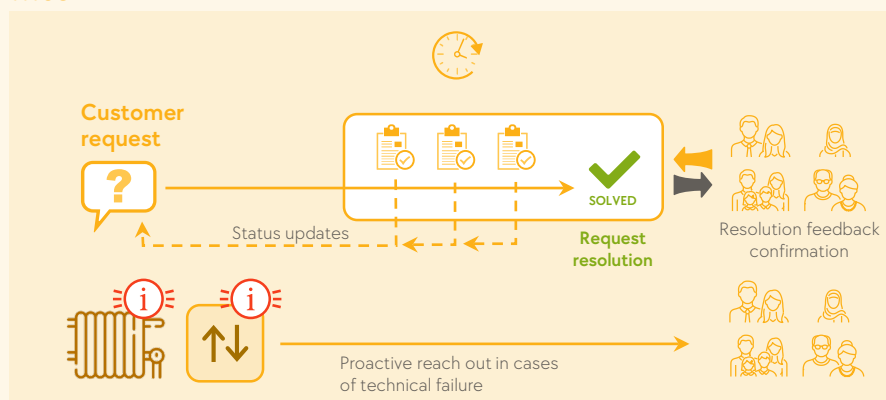 Customer
request
?
SOLVED
Status updates
Request
resolution
Resolution feedback
confirmation
i
i
Proactive reach out in cases
of technical failure